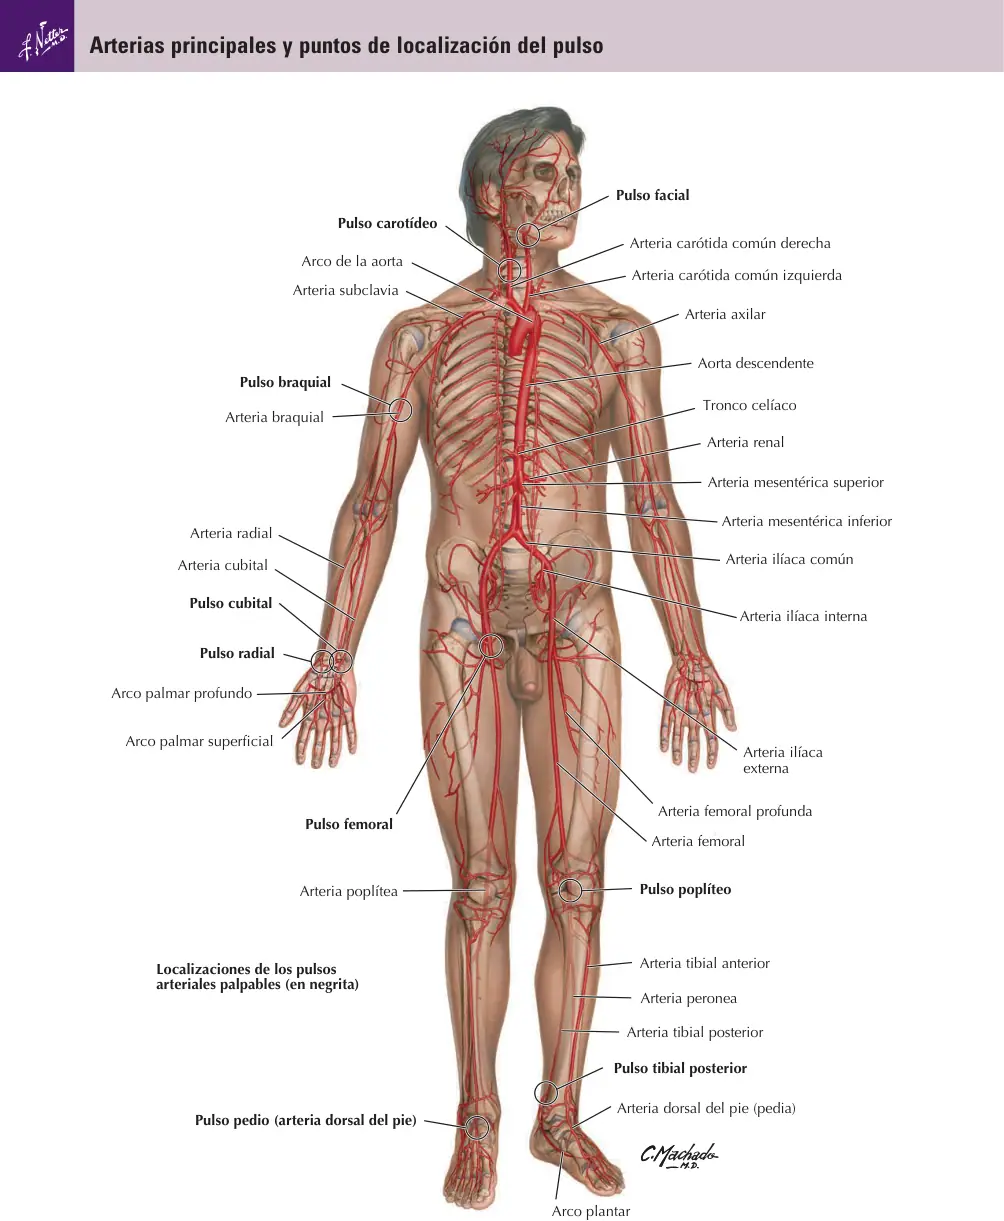 F. Netter M.D.
Arterias principales y puntos de localización del pulso
Pulso facial
Pulso carotídeo
Arteria carótida común derecha
Arco de la aorta
Arteria carótida común izquierda
Arteria subclavia
Arteria axilar
Aorta descendente
Pulso braquial
Tronco celíaco
Arteria braquial
Arteria renal
Arteria mesentérica superior
Arteria mesentérica inferior
Arteria radial
Arteria ilíaca común
Arteria cubital
Pulso cubital
Arteria ilíaca interna
Pulso radial
Arco palmar profundo
Arco palmar superficial
Arteria ilíaca
externa
Arteria femoral profunda
Pulso femoral
Arteria femoral
Arteria poplítea
Pulso poplíteo
Localizaciones de los pulsos
arteriales palpables (en negrita)
Arteria tibial anterior
Arteria peronea
Arteria tibial posterior
Pulso tibial posterior
Arteria dorsal del pie (pedia)
Pulso pedio (arteria dorsal del pie)
C. Machado
M.D.
Arco plantar